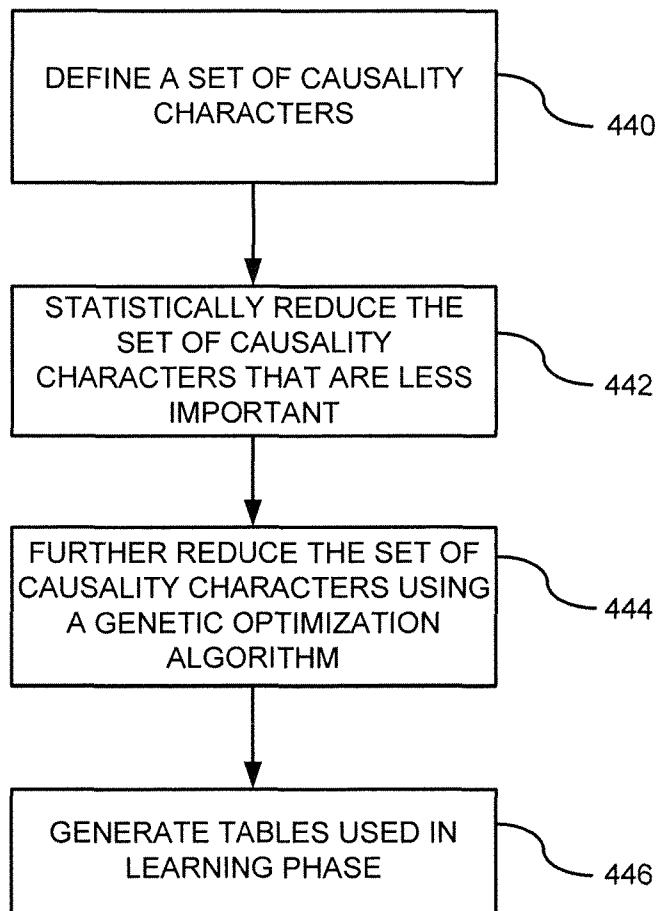 DEFINE A SET OF CAUSALITY
CHARACTERS
440
STATISTICALLY REDUCE THE
SET OF CAUSALITY
CHARACTERS THAT ARE LESS
IMPORTANT
442
FURTHER REDUCE THE SET OF
CAUSALITY CHARACTERS USING
A GENETIC OPTIMIZATION
ALGORITHM
444
GENERATE TABLES USED IN
LEARNING PHASE
446